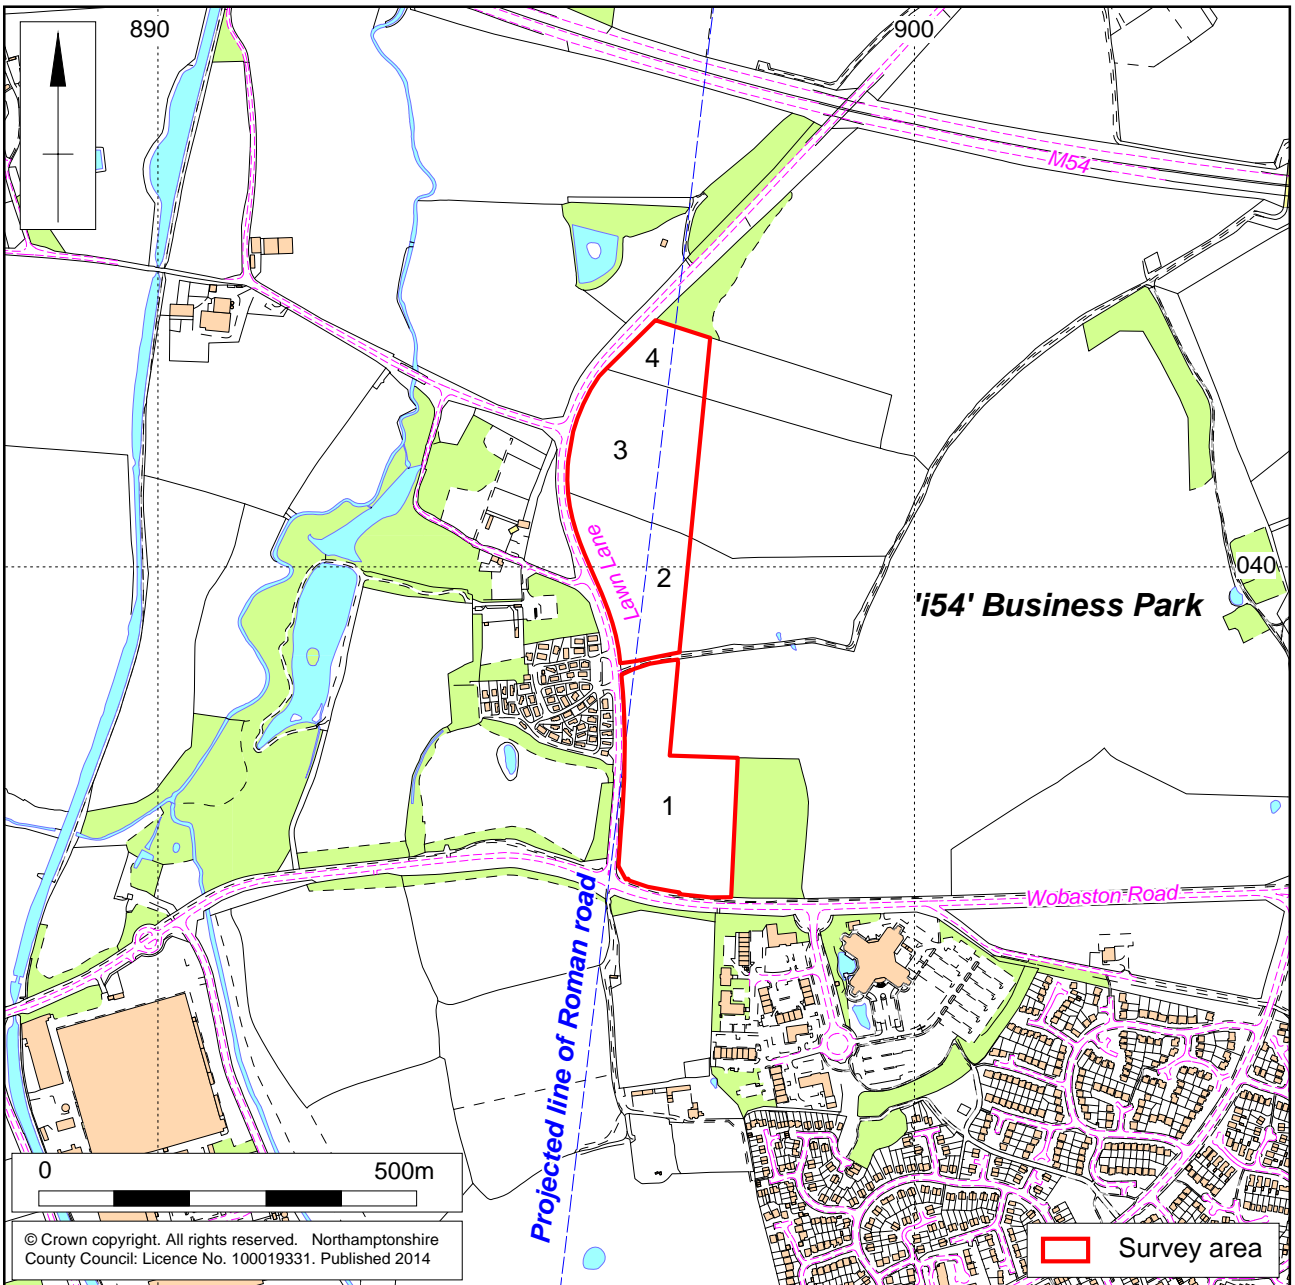 890
900
M54
4
3
Lawn Lane
2
040
'i54' Business Park
1
Wobaston Road
Projected line of Roman road
0 500m
© Crown copyright. All rights reserved. Northamptonshire
County Council: Licence No. 100019331. Published 2014
Survey area